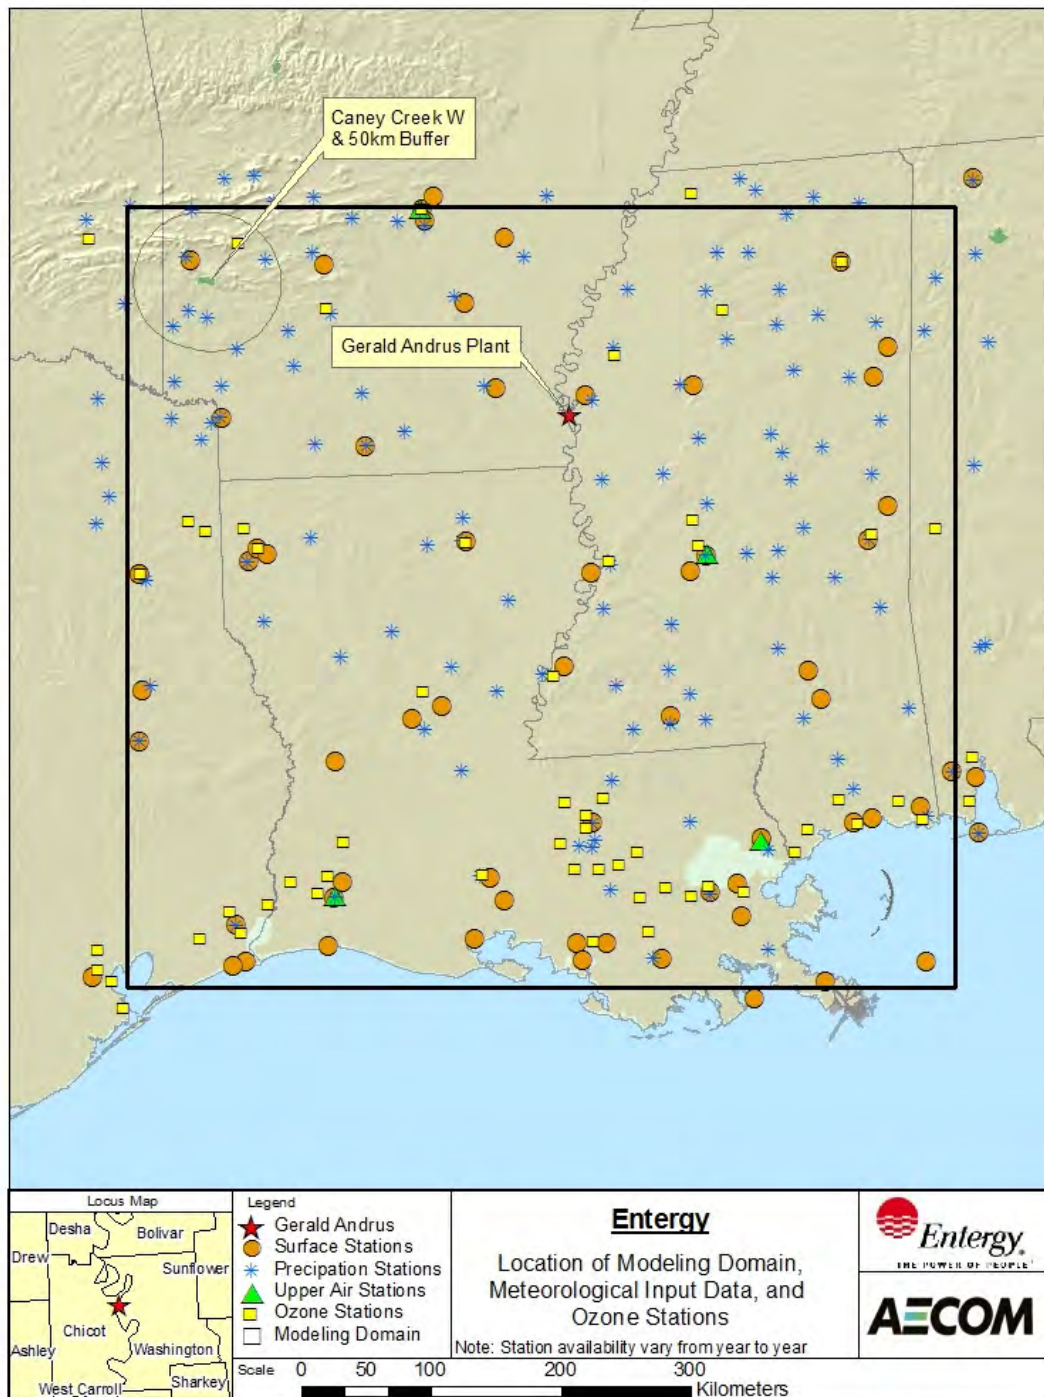 Caney Creek W
& 50km Buffer
Gerald Andrus Plant
Locus Map
Desha
Bolivar
Drew
Sunflower
Chicot
Ashley
Washington
West Carroll
Sharkey
Legend
Gerald Andrus
Surface Stations
Precipation Stations
Upper Air Stations
Ozone Stations
Modeling Domain
Entergy
Location of Modeling Domain,
Meteorological Input Data, and
Ozone Stations
Note: Station availability vary from year to year
Scale
0 50 100 200 300
Kilometers
Entergy®
THE POWER OF PEOPLE®
AECOM